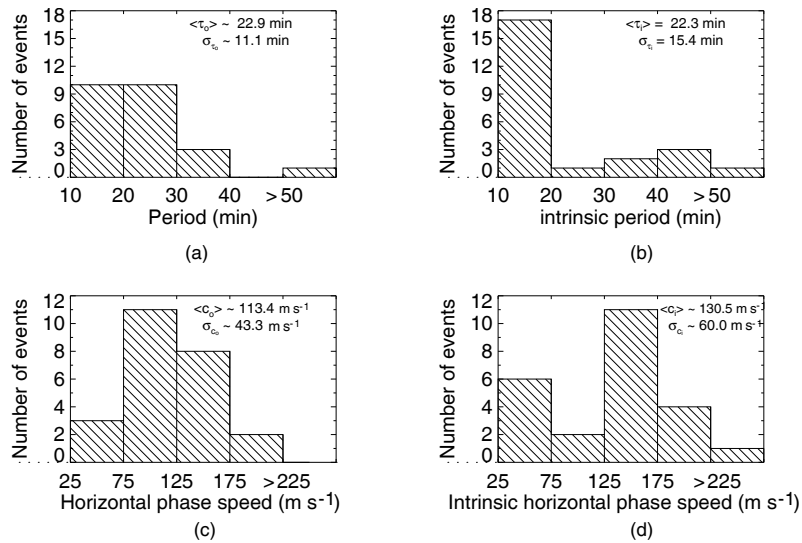 18
15
12
9
6
3
0
Number of events
<τₒ> ~ 22.9 min
σ_τₒ ~ 11.1 min
10 20 30 40 >50
Period (min)
(a)
18
15
12
9
6
3
0
Number of events
<τᵢ> = 22.3 min
σ_τᵢ = 15.4 min
10 20 30 40 >50
intrinsic period (min)
(b)
12
10
8
6
4
2
0
Number of events
<cₒ> ~ 113.4 m s⁻¹
σ_cₒ ~ 43.3 m s⁻¹
25 75 125 175 >225
Horizontal phase speed (m s⁻¹)
(c)
12
10
8
6
4
2
0
Number of events
<cᵢ> ~ 130.5 m s⁻¹
σ_cᵢ ~ 60.0 m s⁻¹
25 75 125 175 >225
Intrinsic horizontal phase speed (m s⁻¹)
(d)